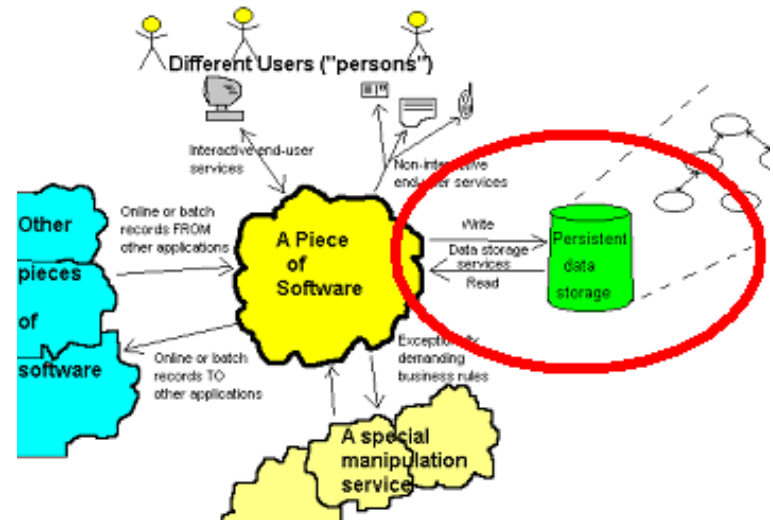 Different Users ("persons")
Interactive end-user
services
Non-interactive
end-user services
Online or batch
records FROM
other applications
Other
pieces
of
software
A Piece
of
Software
Write
Data storage
services
Read
Persistent
data
storage
Online or batch
records TO
other applications
Exceptionally
demanding
business rules
A special
manipulation
service